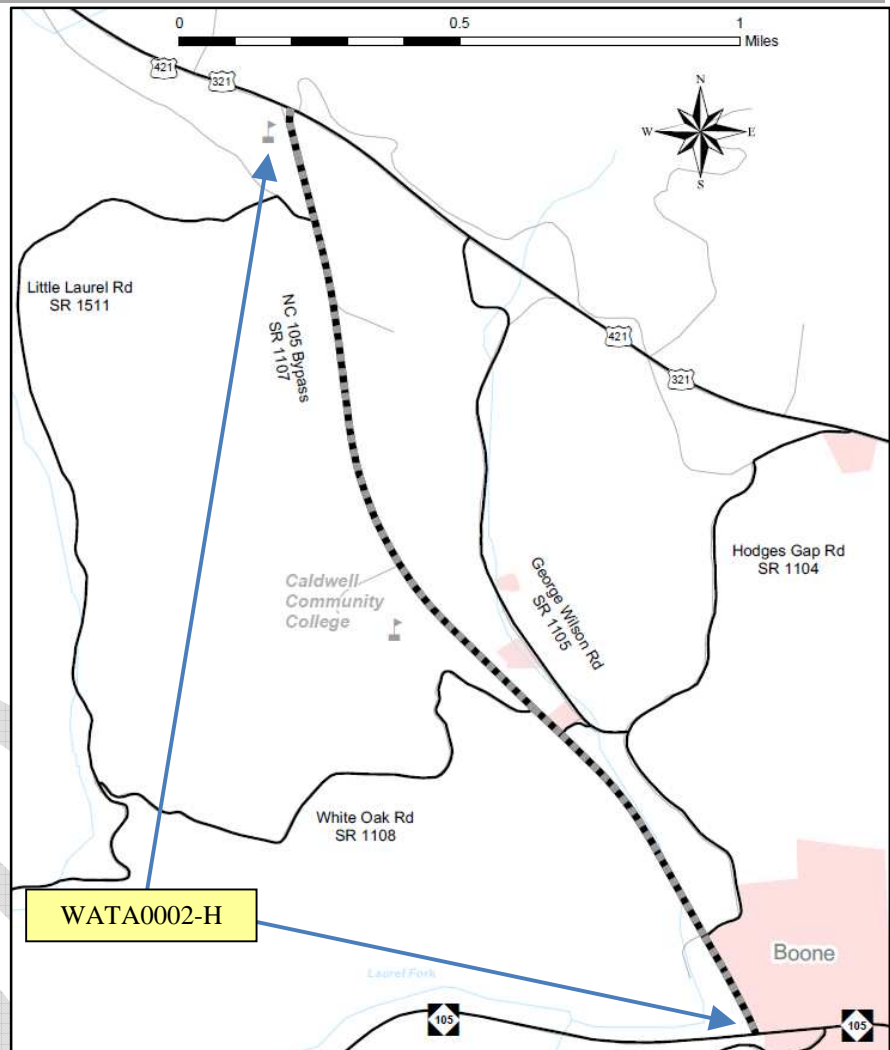 0
0.5
1
Miles
421
321
N
W
E
S
Little Laurel Rd
SR 1511
NC 105 Bypass
SR 1107
421
321
Hodges Gap Rd
SR 1104
George Wilson Rd
SR 1105
Caldwell
Community
College
White Oak Rd
SR 1108
WATA0002-H
Boone
Laurel Fork
105
105